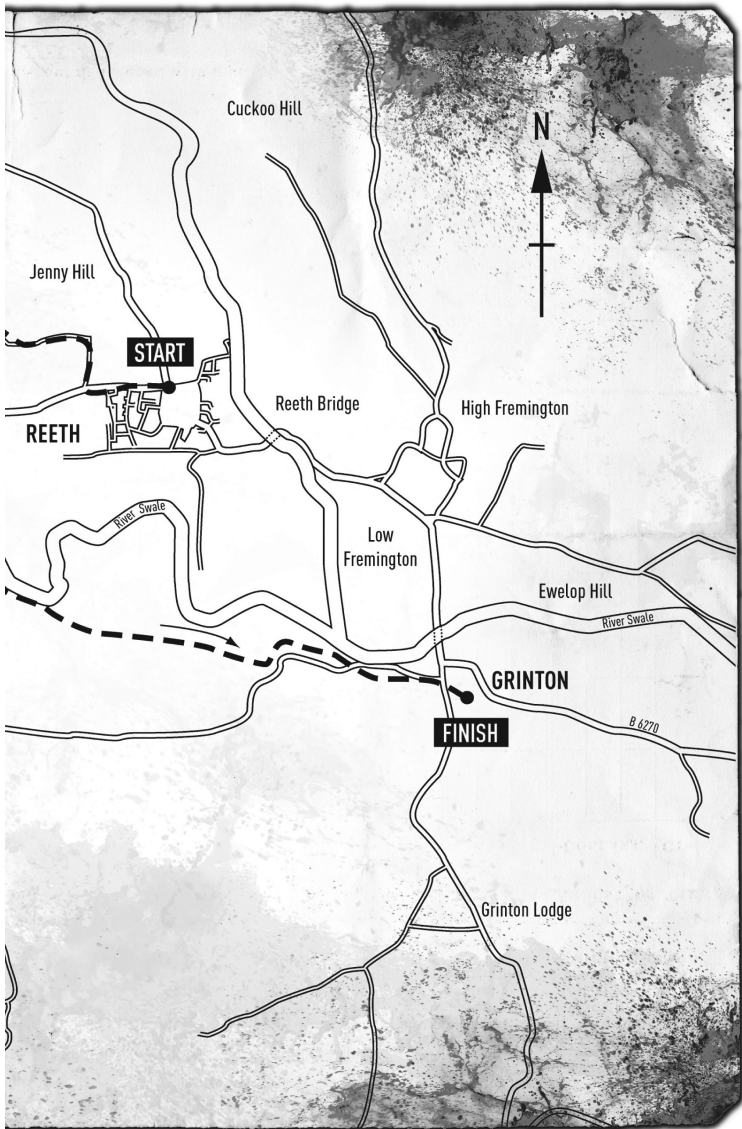 Cuckoo Hill
N
Jenny Hill
START
Reeth Bridge
High Fremington
REETH
River Swale
Low
Fremington
Ewelop Hill
River Swale
GRINTON
B 6270
FINISH
Grinton Lodge